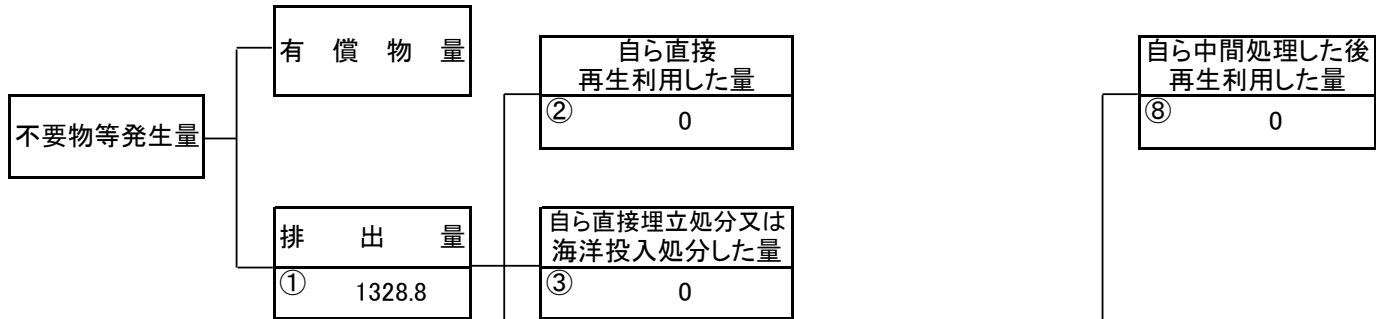 有償物量
自ら直接
再生利用した量
②
0
自ら中間処理した後
再生利用した量
⑧
0
不要物等発生量
排出量
①
1328.8
自ら直接埋立処分又は
海洋投入処分した量
③
0